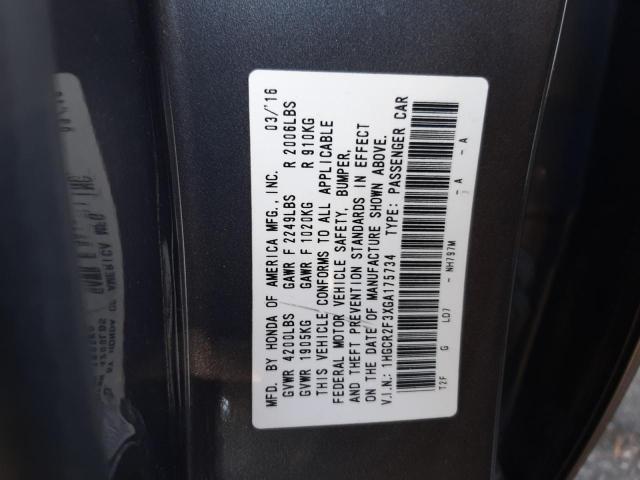 MFD. BY HONDA OF AMERICA MFG., INC. 03/'16
GVWR 4200LBS GAWR F 2249LBS R 2006LBS
GVWR 1905KG GAWR F 1020KG R 910KG
THIS VEHICLE CONFORMS TO ALL APPLICABLE
FEDERAL MOTOR VEHICLE SAFETY, BUMPER,
AND THEFT PREVENTION STANDARDS IN EFFECT
ON THE DATE OF MANUFACTURE SHOWN ABOVE.
V.I.N.: 1HGCR2F3XGA175734 TYPE: PASSENGER CAR
T2F G LD7 - NH797M - A - A